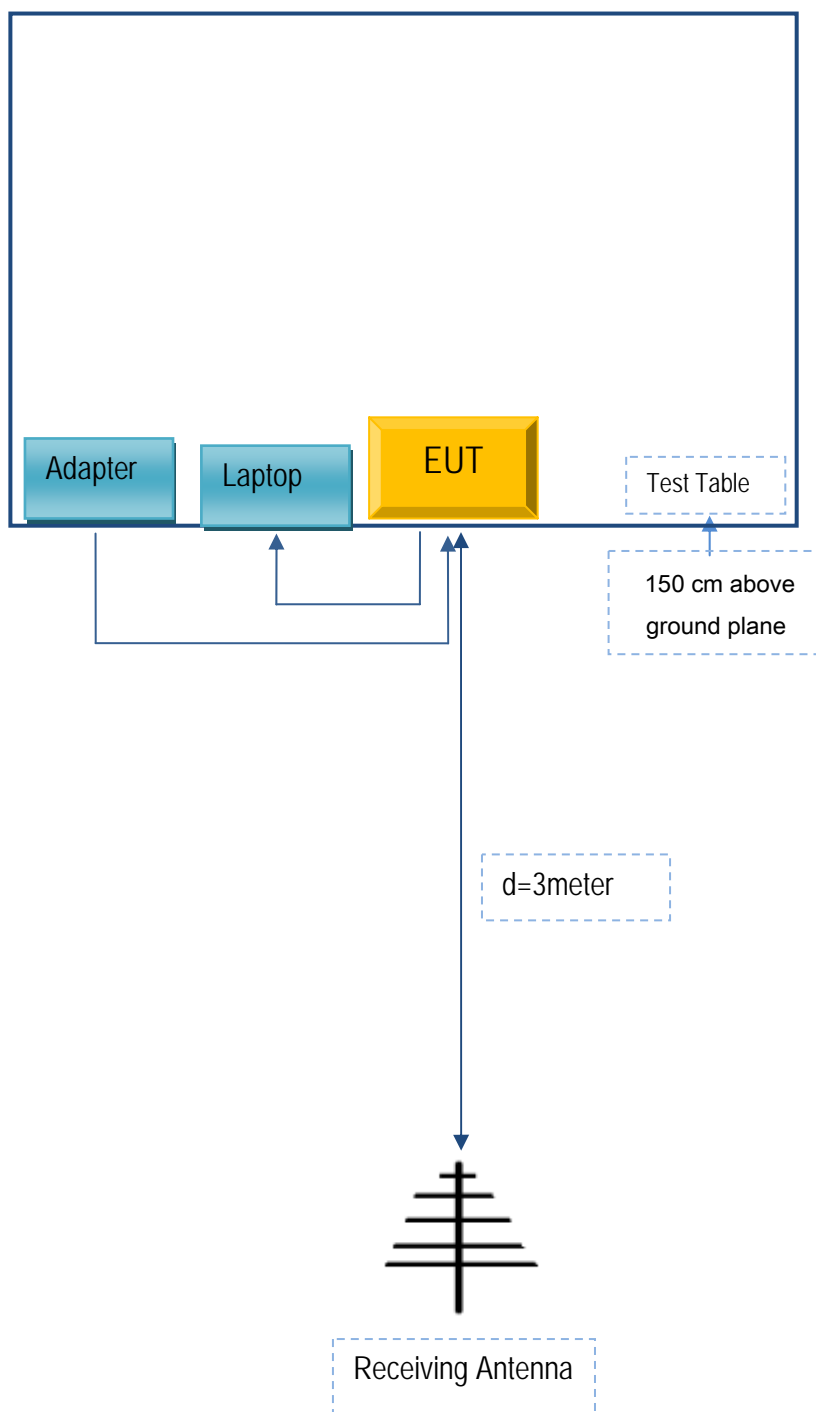 Adapter
Laptop
EUT
Test Table
150 cm above
ground plane
d=3meter
Receiving Antenna